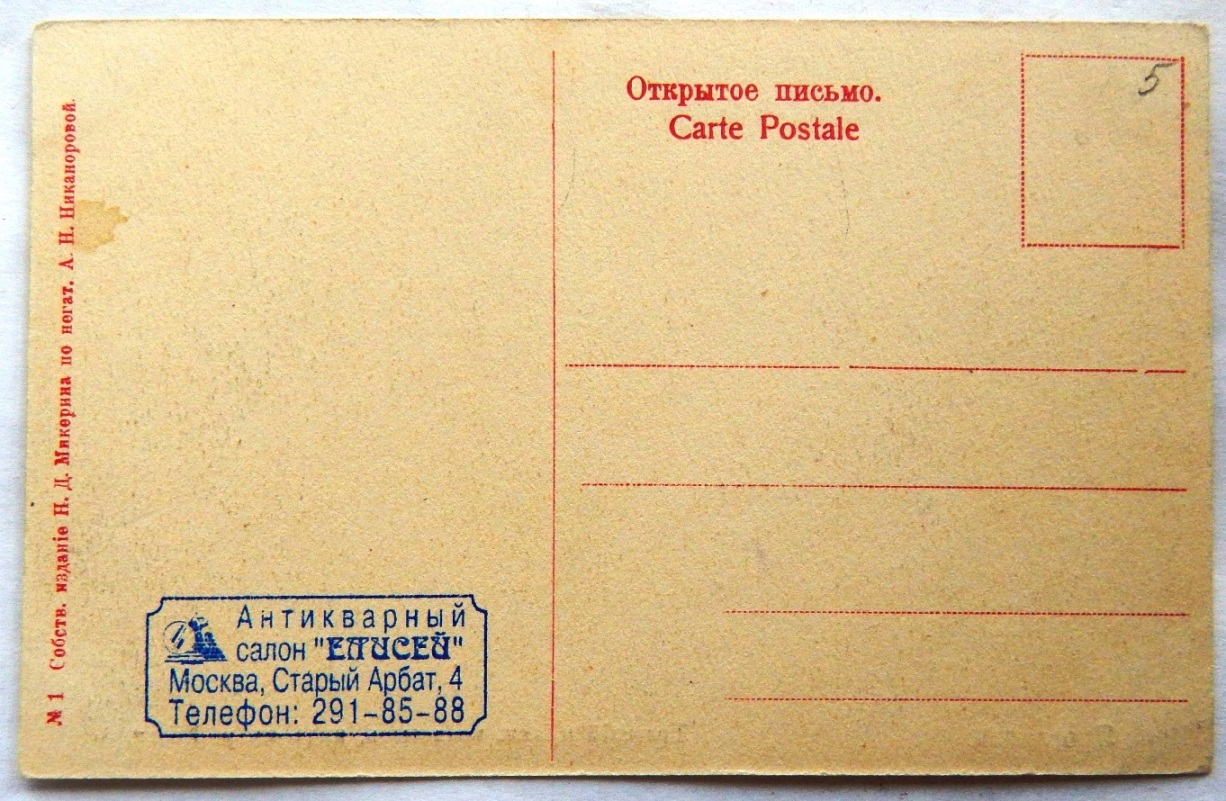 № 1 Собств. изданіе Н. Д. Микерина по негат. А. Н. Никаноровой.
Открытое письмо.
Carte Postale
5
Антикварный
салон "ЕЛИСЕЙ"
Москва, Старый Арбат, 4
Телефон: 291-85-88